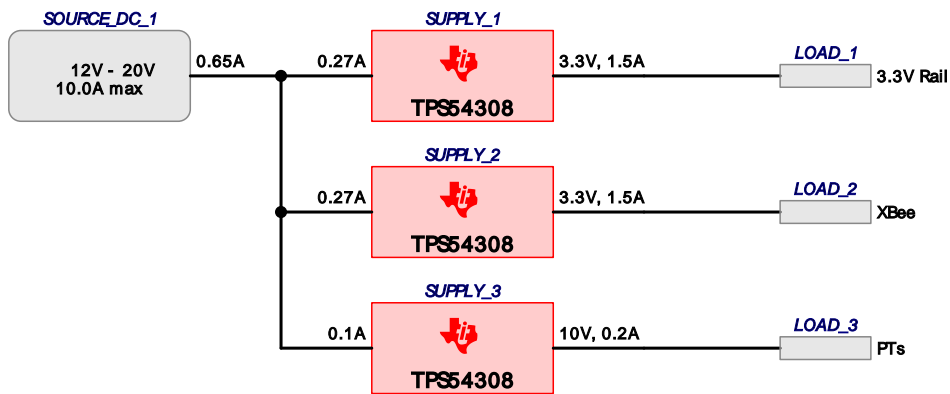 SOURCE_DC_1
SUPPLY_1
12V - 20V
10.0A max
0.65A
0.27A
TPS54308
3.3V, 1.5A
LOAD_1
3.3V Rail
SUPPLY_2
0.27A
TPS54308
3.3V, 1.5A
LOAD_2
XBee
SUPPLY_3
0.1A
TPS54308
10V, 0.2A
LOAD_3
PTs